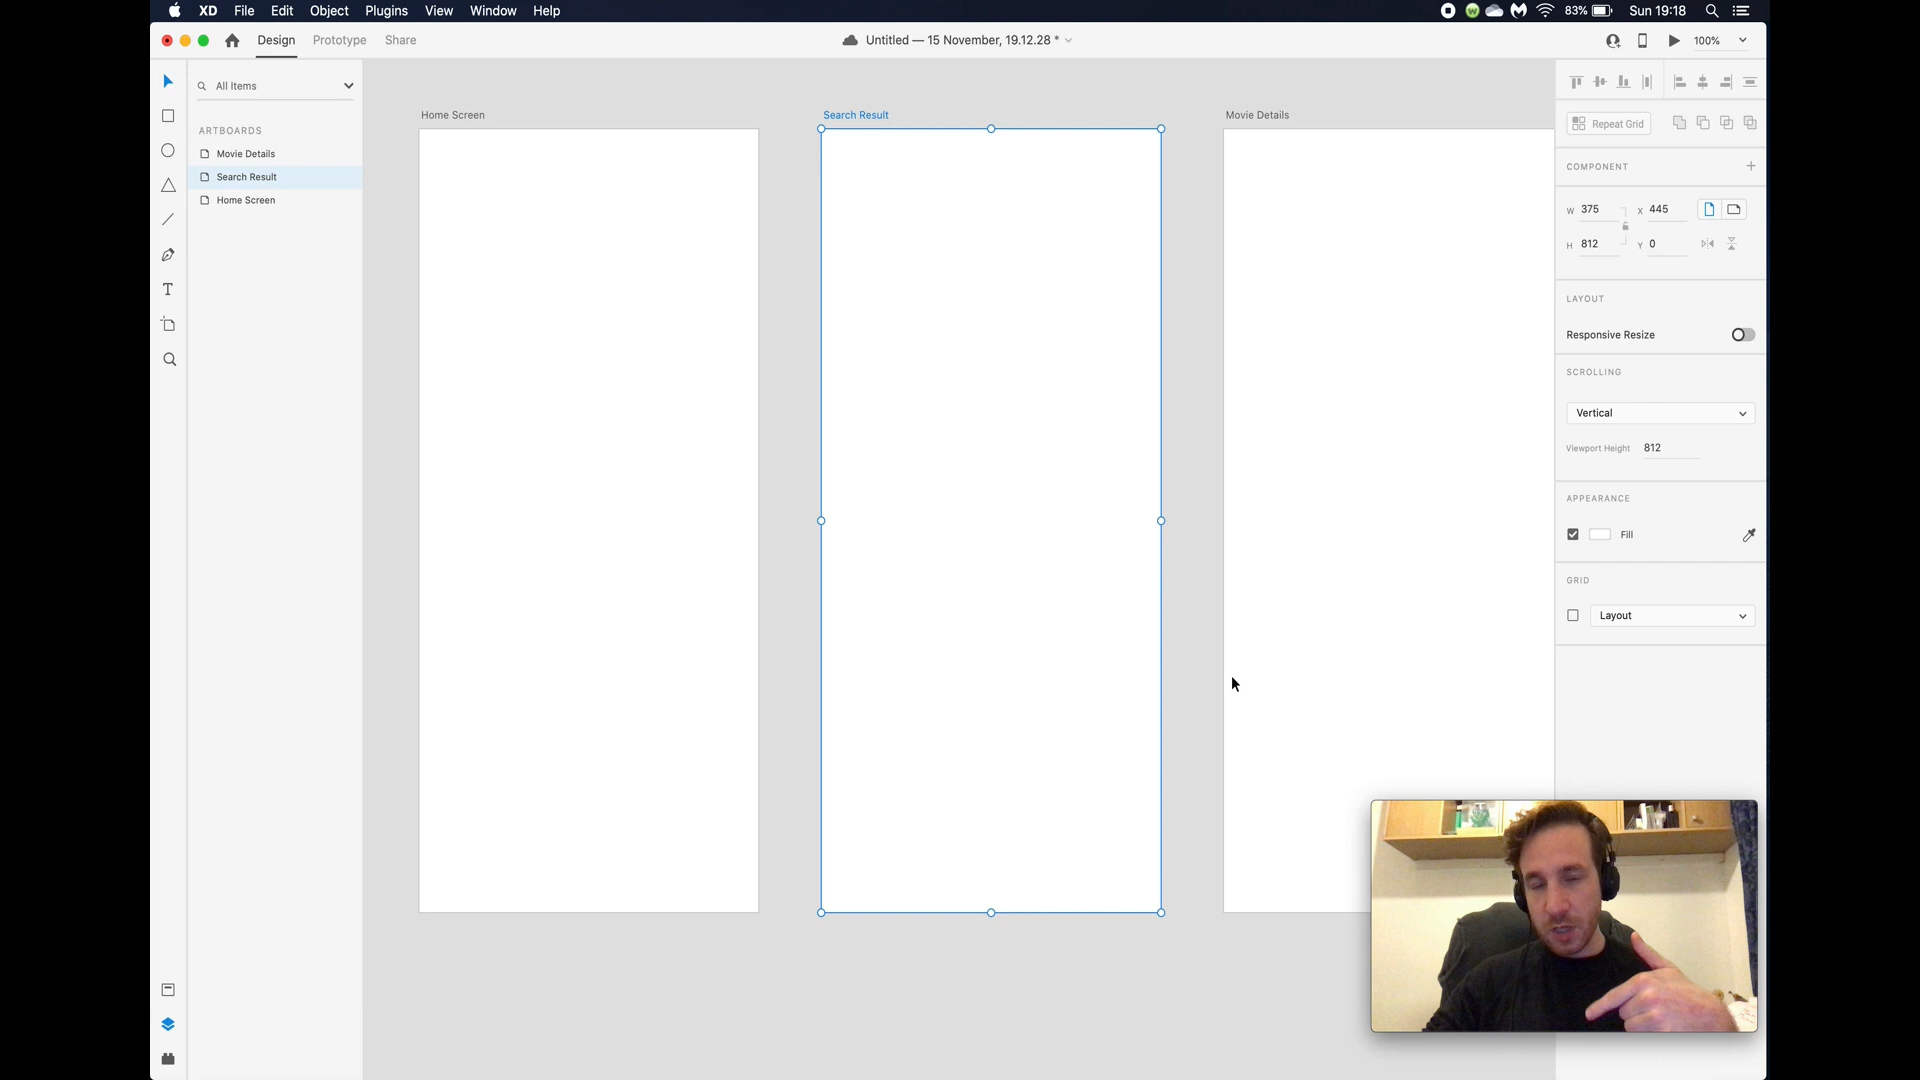 XD File Edit Object Plugins View Window Help
83% Sun 19:18
Design Prototype Share
Untitled — 15 November, 19.12.28 *
100%
All Items
ARTBOARDS
Movie Details
Search Result
Home Screen
Home Screen
Search Result
Movie Details
Repeat Grid
COMPONENT
W 375 X 445
H 812 Y 0
LAYOUT
Responsive Resize
SCROLLING
Vertical
Viewport Height 812
APPEARANCE
Fill
GRID
Layout